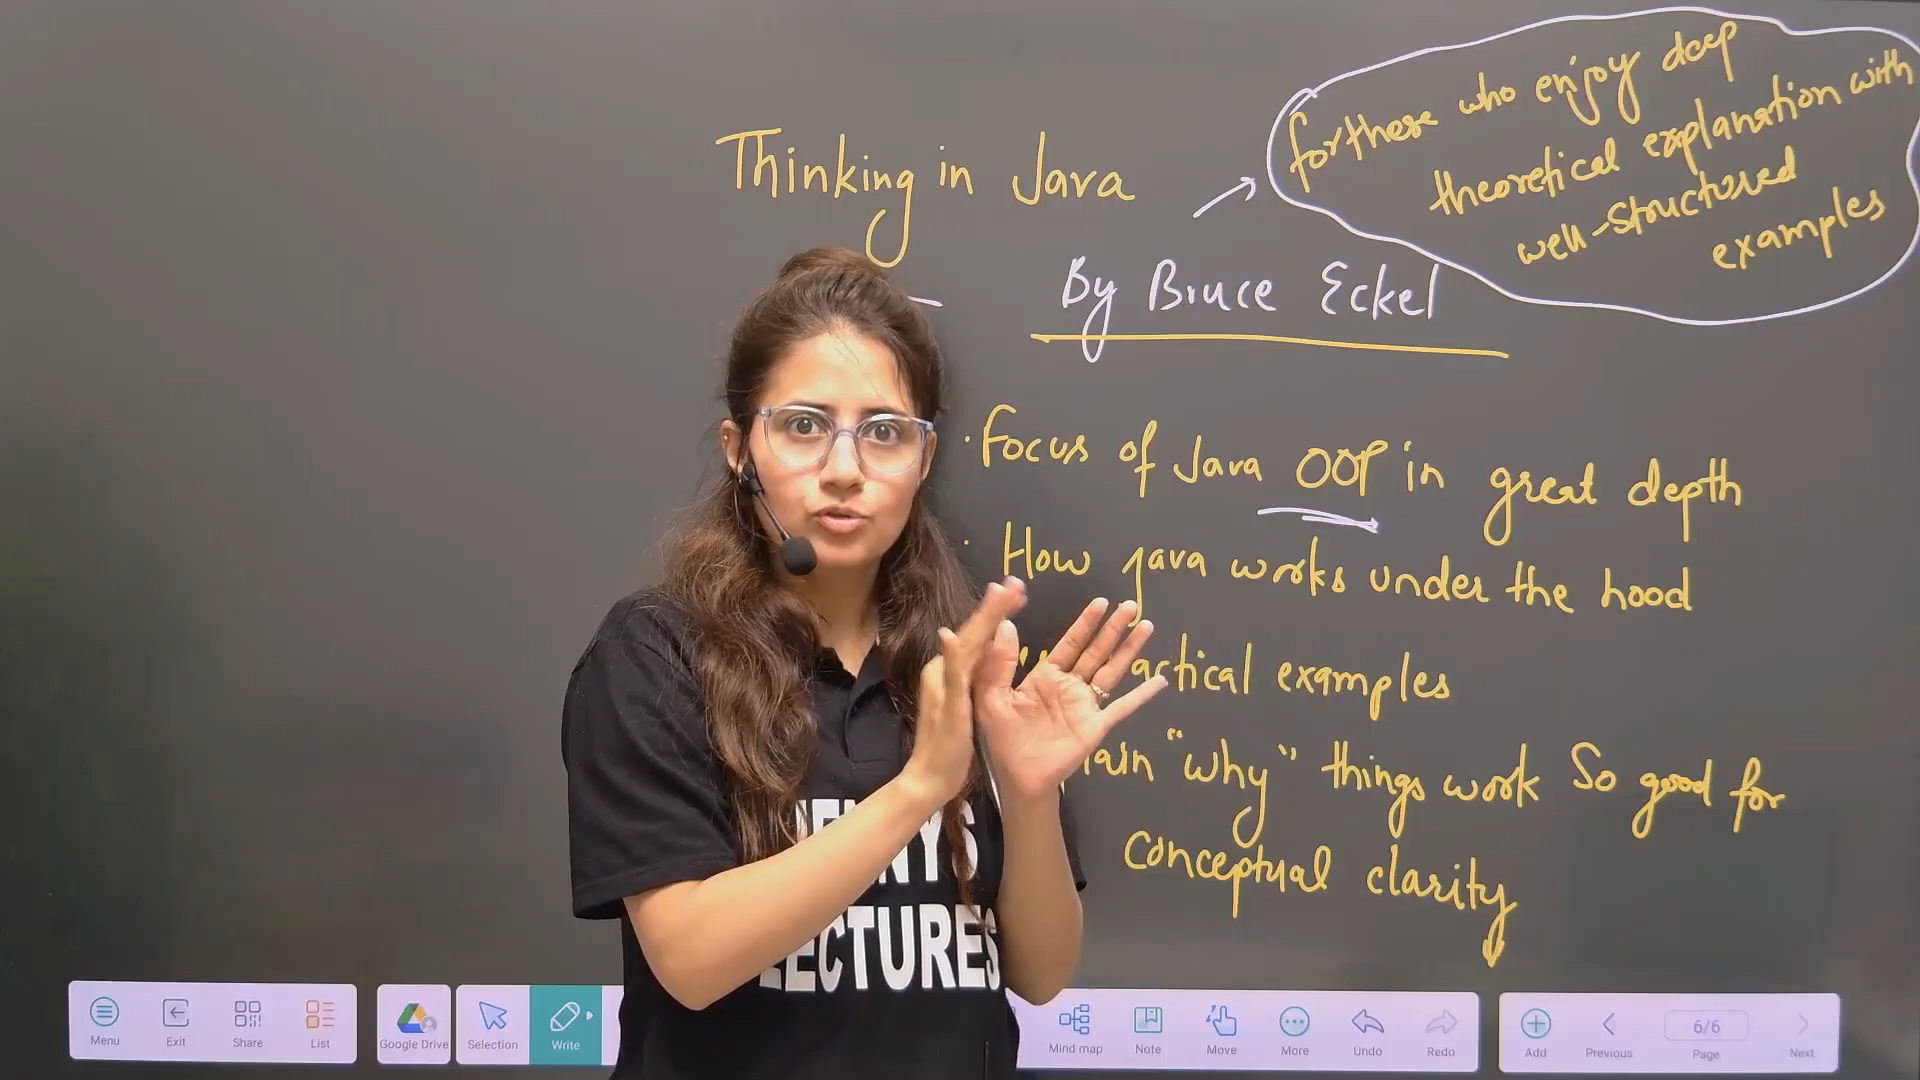 for these who enjoy deep
theoretical explanation with
well-structured
examples
Thinking in Java
By Bruce Eckel
. Focus of Java OOP in great depth
. How java works under the hood
actical examples
ain "why" things work So good for
conceptual clarity
NYS
ECTURES
Menu Exit Share List Google Drive Selection Write Mind map Note Move More Undo Redo Add Previous 6/6 Page Next